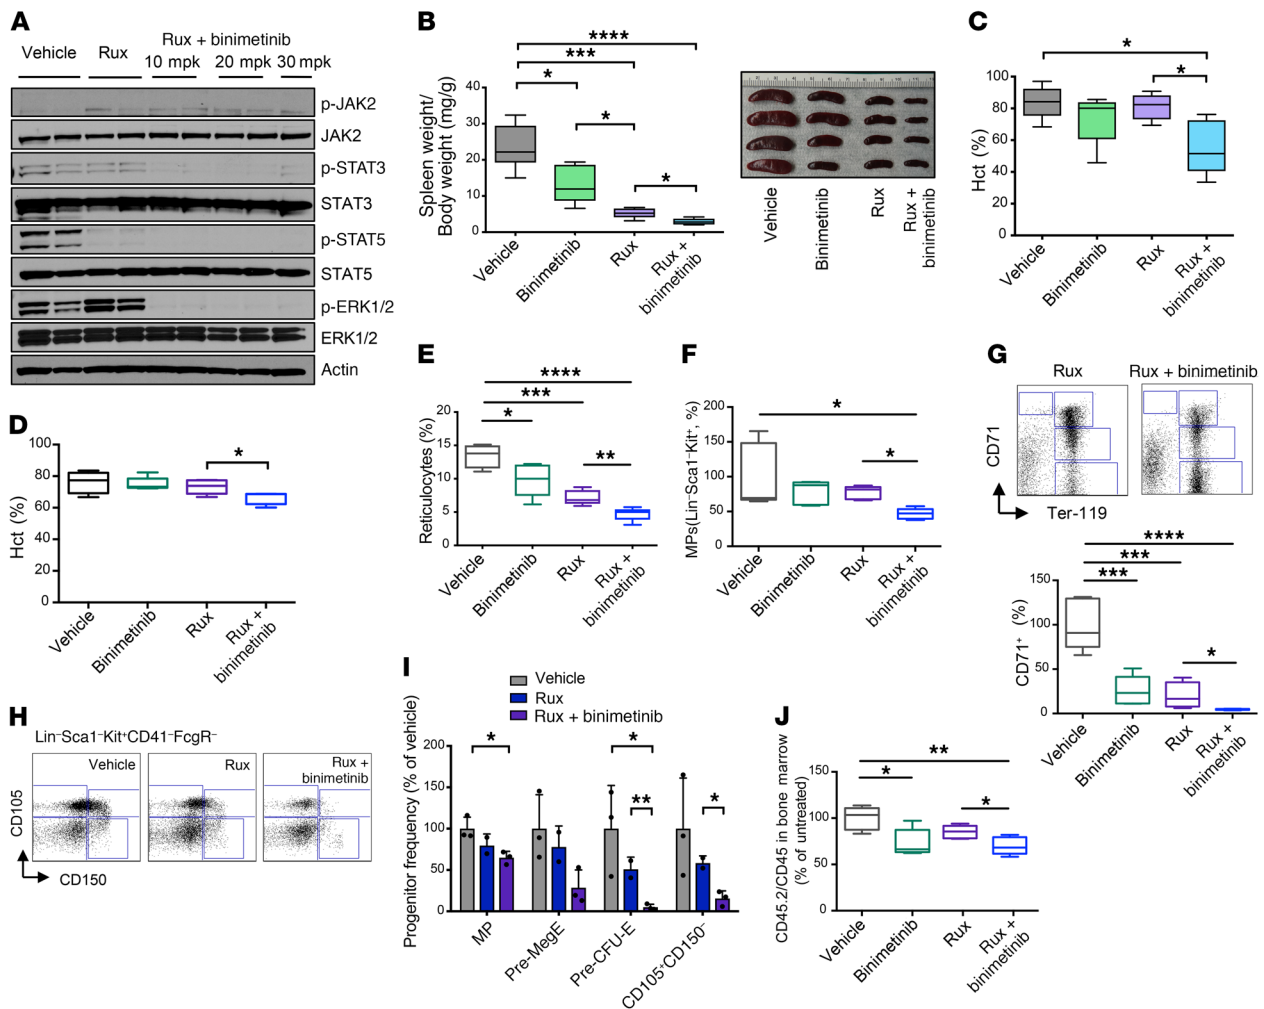 A
Vehicle
Rux
Rux + binimetinib
10 mpk
20 mpk
30 mpk
p-JAK2
JAK2
p-STAT3
STAT3
p-STAT5
STAT5
p-ERK1/2
ERK1/2
Actin
B
****
***
*
*
*
Spleen weight/
Body weight (mg/g)
40
30
20
10
0
Vehicle
Binimetinib
Rux
Rux +
binimetinib
Vehicle
Binimetinib
Rux
Rux +
binimetinib
C
*
*
Hct (%)
100
80
60
40
20
0
Vehicle
Binimetinib
Rux
Rux +
binimetinib
D
*
Hct (%)
100
80
60
40
20
0
Vehicle
Binimetinib
Rux
Rux +
binimetinib
E
****
***
*
**
Reticulocytes (%)
20
15
10
5
0
Vehicle
Binimetinib
Rux
Rux +
binimetinib
F
*
*
MPs(Lin⁻Sca1⁻Kit⁺, %)
200
150
100
50
0
Vehicle
Binimetinib
Rux
Rux +
binimetinib
G
Rux
Rux + binimetinib
CD71
Ter-119
****
***
***
*
CD71⁺ (%)
150
100
50
0
Vehicle
Binimetinib
Rux
Rux +
binimetinib
H
Lin⁻Sca1⁻Kit⁺CD41⁻FcgR⁻
Vehicle
Rux
Rux +
binimetinib
CD105
CD150
I
Vehicle
Rux
Rux + binimetinib
Progenitor frequency (% of vehicle)
200
150
100
50
0
*
*
**
*
MP
Pre-MegE
Pre-CFU-E
CD105⁺CD150⁻
J
**
*
*
CD45.2/CD45 in bone marrow
(% of untreated)
150
100
50
0
Vehicle
Binimetinib
Rux
Rux +
binimetinib